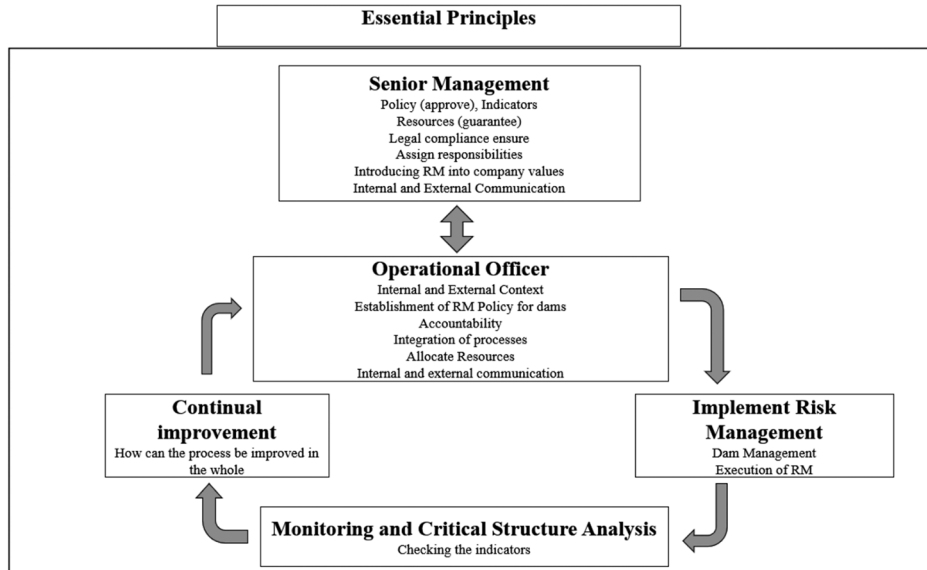 Essential Principles
Senior Management
Policy (approve), Indicators
Resources (guarantee)
Legal compliance ensure
Assign responsibilities
Introducing RM into company values
Internal and External Communication
Operational Officer
Internal and External Context
Establishment of RM Policy for dams
Accountability
Integration of processes
Allocate Resources
Internal and external communication
Continual
improvement
How can the process be improved in
the whole
Implement Risk
Management
Dam Management
Execution of RM
Monitoring and Critical Structure Analysis
Checking the indicators